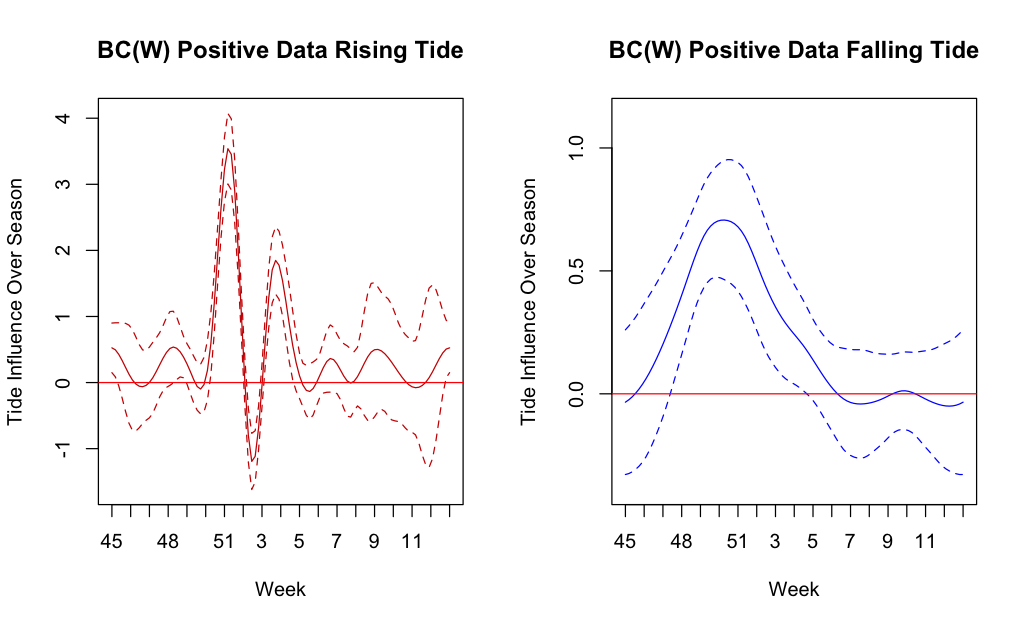 BC(W) Positive Data Rising Tide
Tide Influence Over Season
4
3
2
1
0
-1
45 48 51 3 5 7 9 11
Week
BC(W) Positive Data Falling Tide
Tide Influence Over Season
1.0
0.5
0.0
45 48 51 3 5 7 9 11
Week